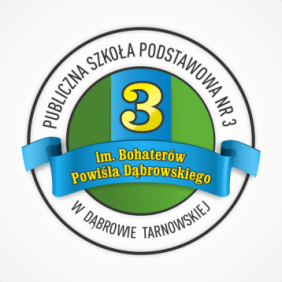 PUBLICZNA SZKOŁA PODSTAWOWA NR 3
3
im. Bohaterów
Powiśla Dąbrowskiego
W DĄBROWIE TARNOWSKIEJ